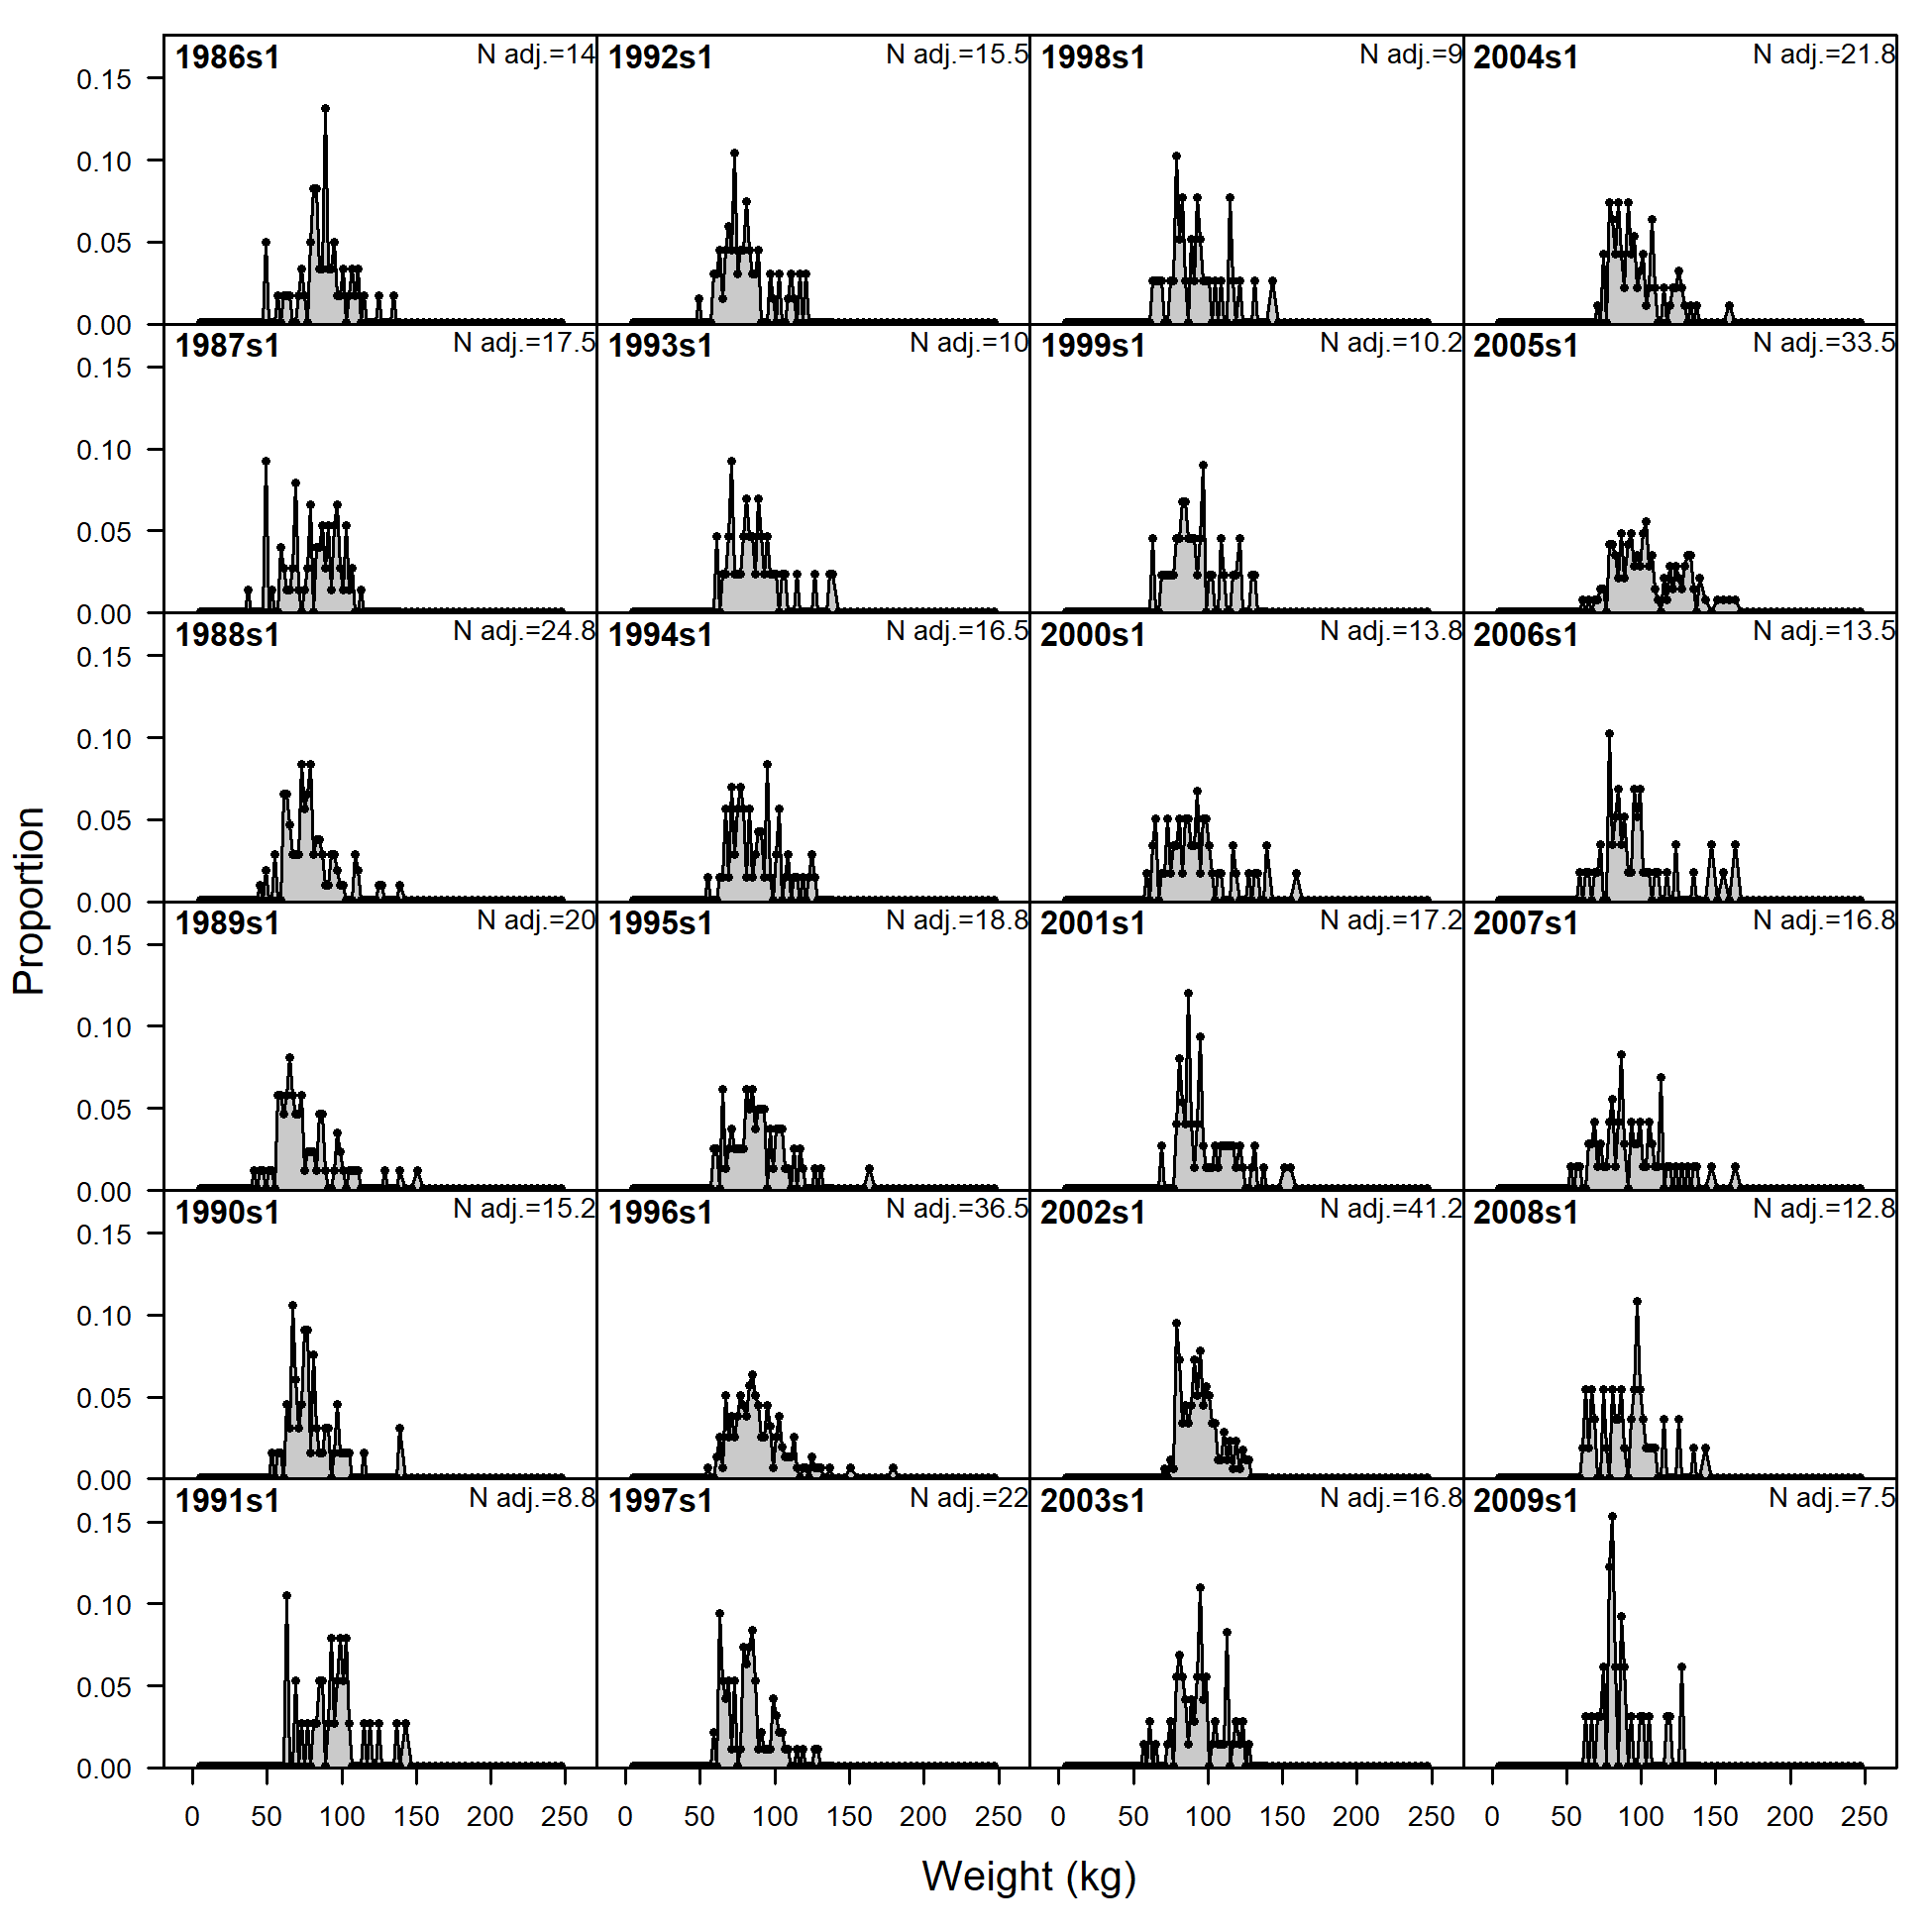 1986s1 N adj.=14 1992s1 N adj.=15.5 1998s1 N adj.=9 2004s1 N adj.=21.8
0.15
0.10
0.05
0.00
1987s1 N adj.=17.5 1993s1 N adj.=10 1999s1 N adj.=10.2 2005s1 N adj.=33.5
0.15
0.10
0.05
0.00
1988s1 N adj.=24.8 1994s1 N adj.=16.5 2000s1 N adj.=13.8 2006s1 N adj.=13.5
0.15
0.10
0.05
0.00
Proportion
1989s1 N adj.=20 1995s1 N adj.=18.8 2001s1 N adj.=17.2 2007s1 N adj.=16.8
0.15
0.10
0.05
0.00
1990s1 N adj.=15.2 1996s1 N adj.=36.5 2002s1 N adj.=41.2 2008s1 N adj.=12.8
0.15
0.10
0.05
0.00
1991s1 N adj.=8.8 1997s1 N adj.=22 2003s1 N adj.=16.8 2009s1 N adj.=7.5
0.15
0.10
0.05
0.00
0 50 100 150 200 250 0 50 100 150 200 250 0 50 100 150 200 250 0 50 100 150 200 250
Weight (kg)